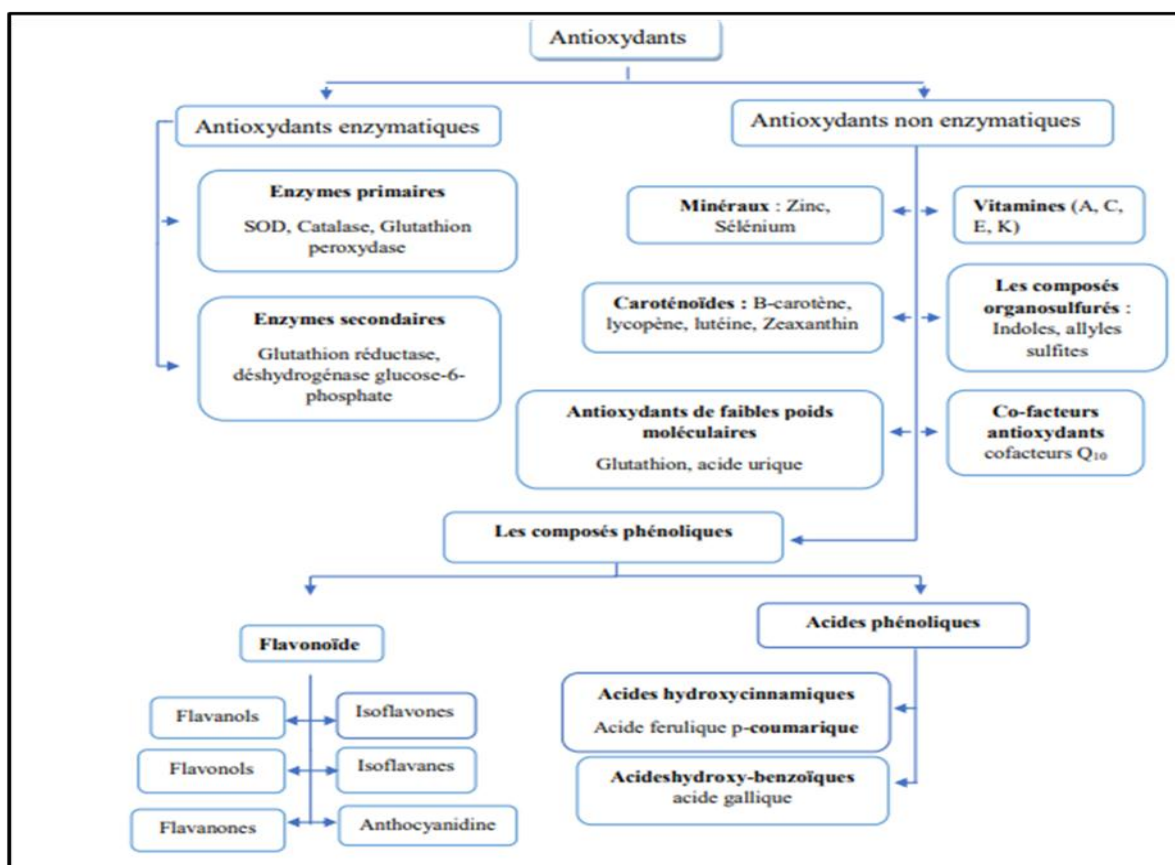 Antioxydants
Antioxydants enzymatiques
Antioxydants non enzymatiques
Enzymes primaires
SOD, Catalase, Glutathion
peroxydase
Enzymes secondaires
Glutathion réductase,
déshydrogénase glucose-6-
phosphate
Minéraux : Zinc,
Sélénium
Vitamines (A, C,
E, K)
Caroténoïdes : B-carotène,
lycopène, lutéine, Zeaxanthin
Les composés
organosulfurés :
Indoles, allyles
sulfites
Antioxydants de faibles poids
moléculaires
Glutathion, acide urique
Co-facteurs
antioxydants
cofacteurs Q₁₀
Les composés phénoliques
Flavonoïde
Flavanols
Isoflavones
Flavonols
Isoflavanes
Flavanones
Anthocyanidine
Acides phénoliques
Acides hydroxycinnamiques
Acide ferulique p-coumarique
Acideshydroxy-benzoïques
acide gallique